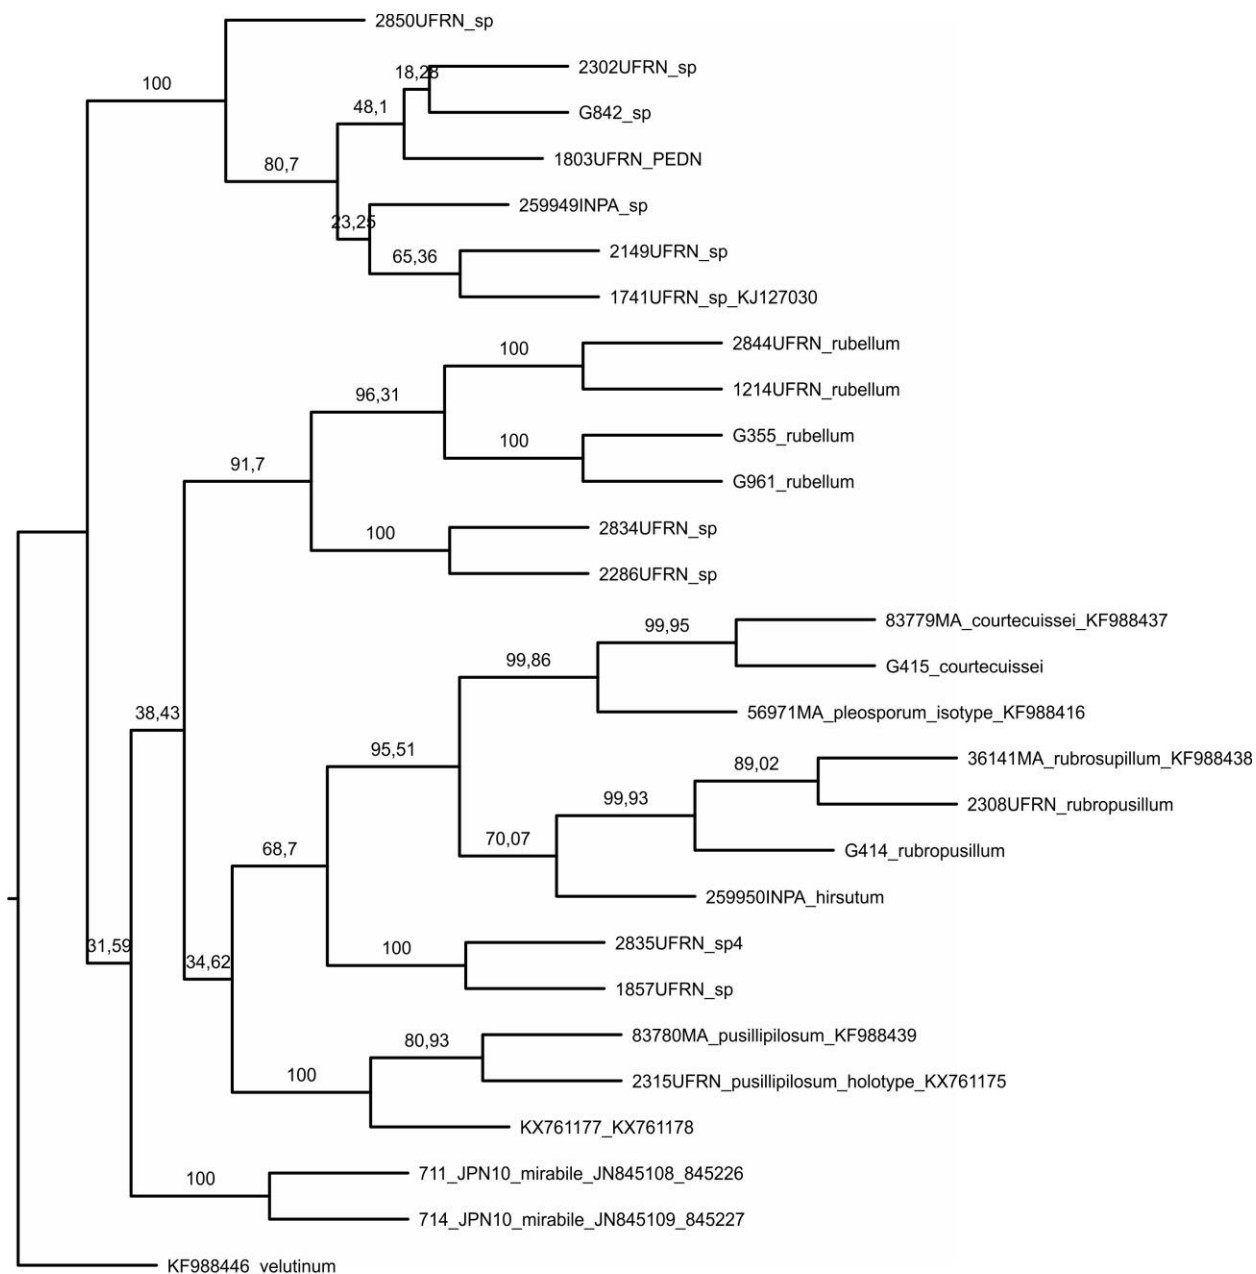 2850UFRN_sp
2302UFRN_sp
18,28
100
48,1
G842_sp
1803UFRN_PEDN
80,7
259949INPA_sp
23,25
2149UFRN_sp
65,36
1741UFRN_sp_KJ127030
2844UFRN_rubellum
100
1214UFRN_rubellum
96,31
G355_rubellum
100
91,7
G961_rubellum
2834UFRN_sp
100
2286UFRN_sp
83779MA_courtecuissei_KF988437
99,95
99,86
G415_courtecuissei
38,43
56971MA_pleosporum_isotype_KF988416
95,51
36141MA_rubrosupillum_KF988438
89,02
99,93
2308UFRN_rubropusillum
70,07
68,7
G414_rubropusillum
259950INPA_hirsutum
31,59
2835UFRN_sp4
100
34,62
1857UFRN_sp
83780MA_pusillipilosum_KF988439
80,93
100
2315UFRN_pusillipilosum_holotype_KX761175
KX761177_KX761178
711_JPN10_mirabile_JN845108_845226
100
714_JPN10_mirabile_JN845109_845227
KF988446_velutinum